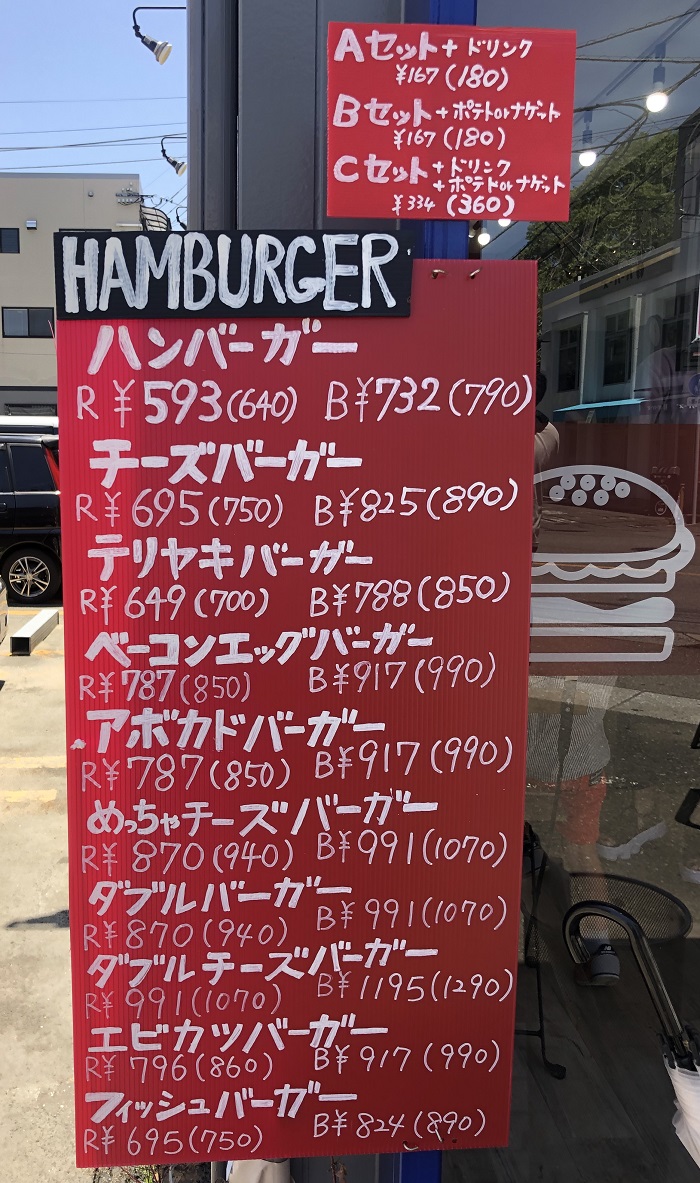 Aセット+ドリンク
¥167(180)
Bセット+ポテトorナゲット
¥167(180)
Cセット+ドリンク
+ポテトorナゲット
¥334(360)
HAMBURGER
ハンバーガー
R¥593(640) B¥732(790)
チーズバーガー
R¥695(750) B¥825(890)
テリヤキバーガー
R¥649(700) B¥788(850)
ベーコンエッグバーガー
R¥787(850) B¥917(990)
アボカドバーガー
R¥787(850) B¥917(990)
めっちゃチーズバーガー
R¥870(940) B¥991(1070)
ダブルバーガー
R¥870(940) B¥991(1070)
ダブルチーズバーガー
R¥991(1070) B¥1195(1290)
エビカツバーガー
R¥796(860) B¥917(990)
フィッシュバーガー
R¥695(750) B¥824(890)